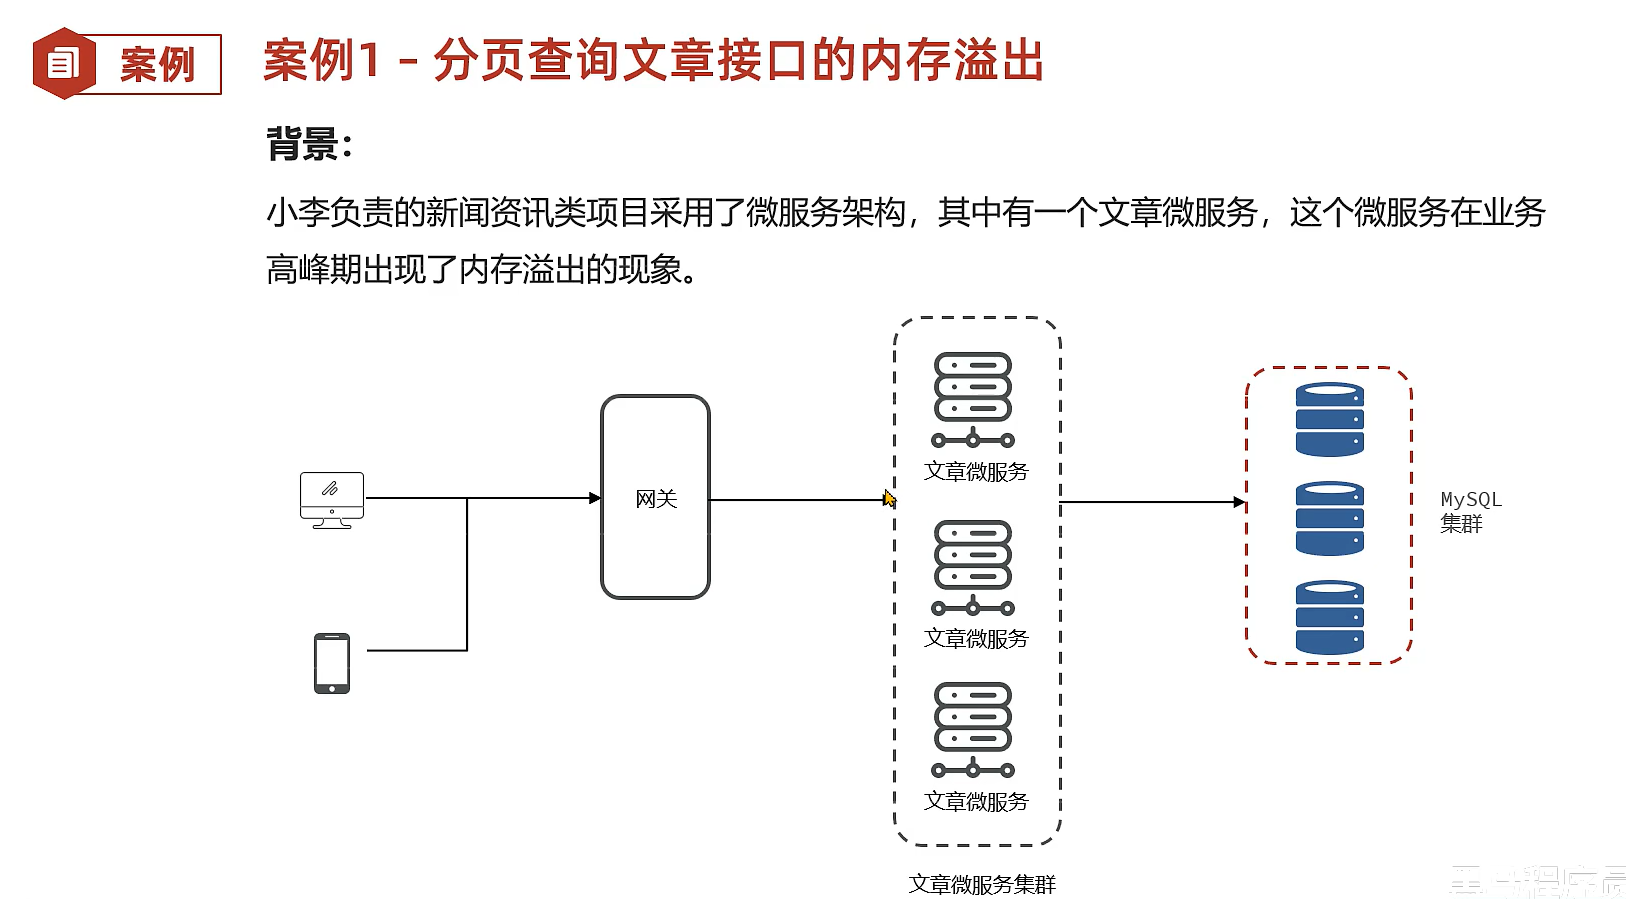 案例
案例1 - 分页查询文章接口的内存溢出
背景：
小李负责的新闻资讯类项目采用了微服务架构，其中有一个文章微服务，这个微服务在业务
高峰期出现了内存溢出的现象。
网关
文章微服务
文章微服务
文章微服务
文章微服务集群
MySQL
集群